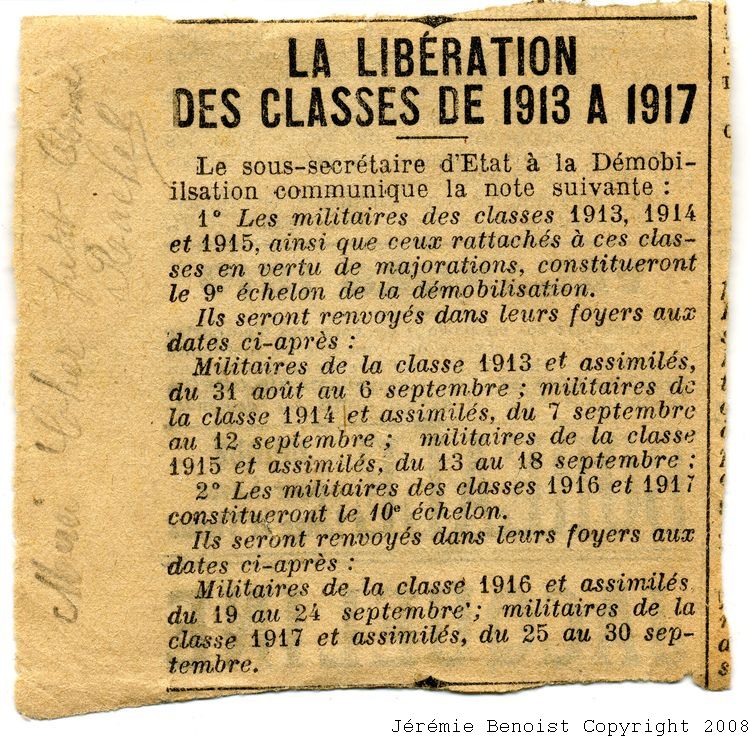 LA LIBÉRATION
DES CLASSES DE 1913 A 1917
Le sous-secrétaire d'Etat à la Démobi-
ilsation communique la note suivante :
1° Les militaires des classes 1913, 1914
et 1915, ainsi que ceux rattachés à ces clas-
ses en vertu de majorations, constitueront
le 9e échelon de la démobilisation.
Ils seront renvoyés dans leurs foyers aux
dates ci-après :
Militaires de la classe 1913 et assimilés,
du 31 août au 6 septembre ; militaires de
la classe 1914 et assimilés, du 7 septembre
au 12 septembre ; militaires de la classe
1915 et assimilés, du 13 au 18 septembre ;
2° Les militaires des classes 1916 et 1917
constitueront le 10e échelon.
Ils seront renvoyés dans leurs foyers aux
dates ci-après :
Militaires de la classe 1916 et assimilés
du 19 au 24 septembre ; militaires de la
classe 1917 et assimilés, du 25 au 30 sep-
tembre.
Merci Cher petit
Jérémie Benoist Copyright 2008